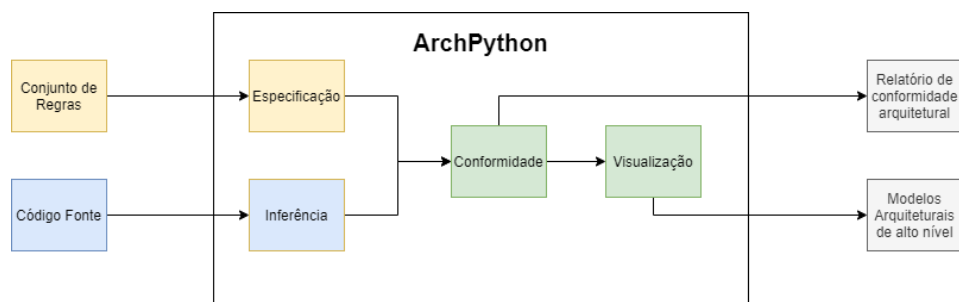 ArchPython
Conjunto de
Regras
Especificação
Relatório de
conformidade
arquitetural
Conformidade
Visualização
Código Fonte
Inferência
Modelos
Arquiteturais
de alto nível